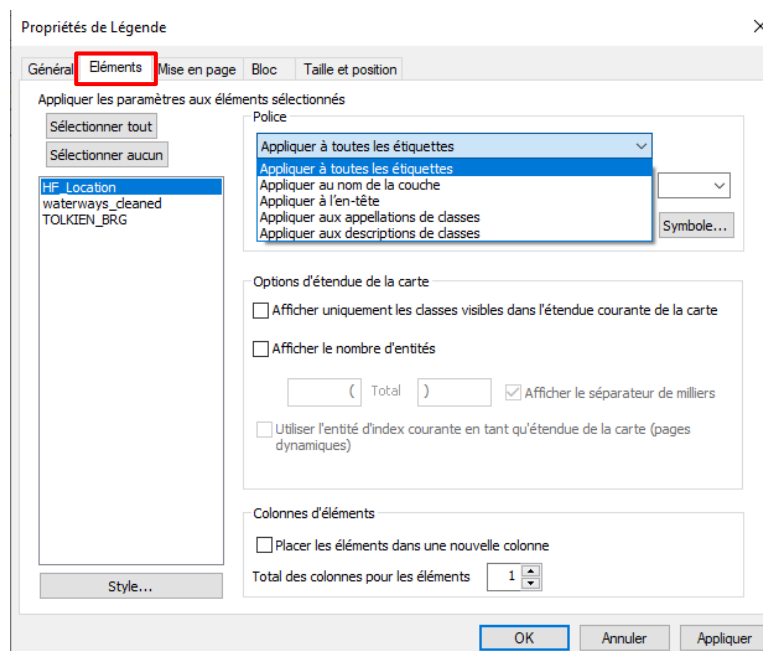 Propriétés de Légende
Général Eléments Mise en page Bloc Taille et position
Appliquer les paramètres aux éléments sélectionnés
Sélectionner tout
Sélectionner aucun
HF_Location
waterways_cleaned
TOLKIEN_BRG
Style...
Police
Appliquer à toutes les étiquettes
Appliquer à toutes les étiquettes
Appliquer au nom de la couche
Appliquer à l'en-tête
Appliquer aux appellations de classes
Appliquer aux descriptions de classes
Symbole...
Options d'étendue de la carte
Afficher uniquement les classes visibles dans l'étendue courante de la carte
Afficher le nombre d'entités
( Total ) Afficher le séparateur de milliers
Utiliser l'entité d'index courante en tant qu'étendue de la carte (pages
dynamiques)
Colonnes d'éléments
Placer les éléments dans une nouvelle colonne
Total des colonnes pour les éléments 1
OK Annuler Appliquer